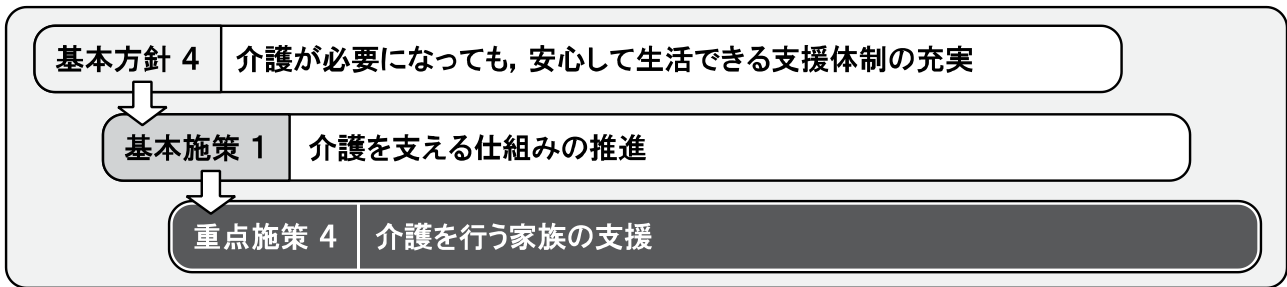 基本方針 4 介護が必要になっても，安心して生活できる支援体制の充実
基本施策 1 介護を支える仕組みの推進
重点施策 4 介護を行う家族の支援